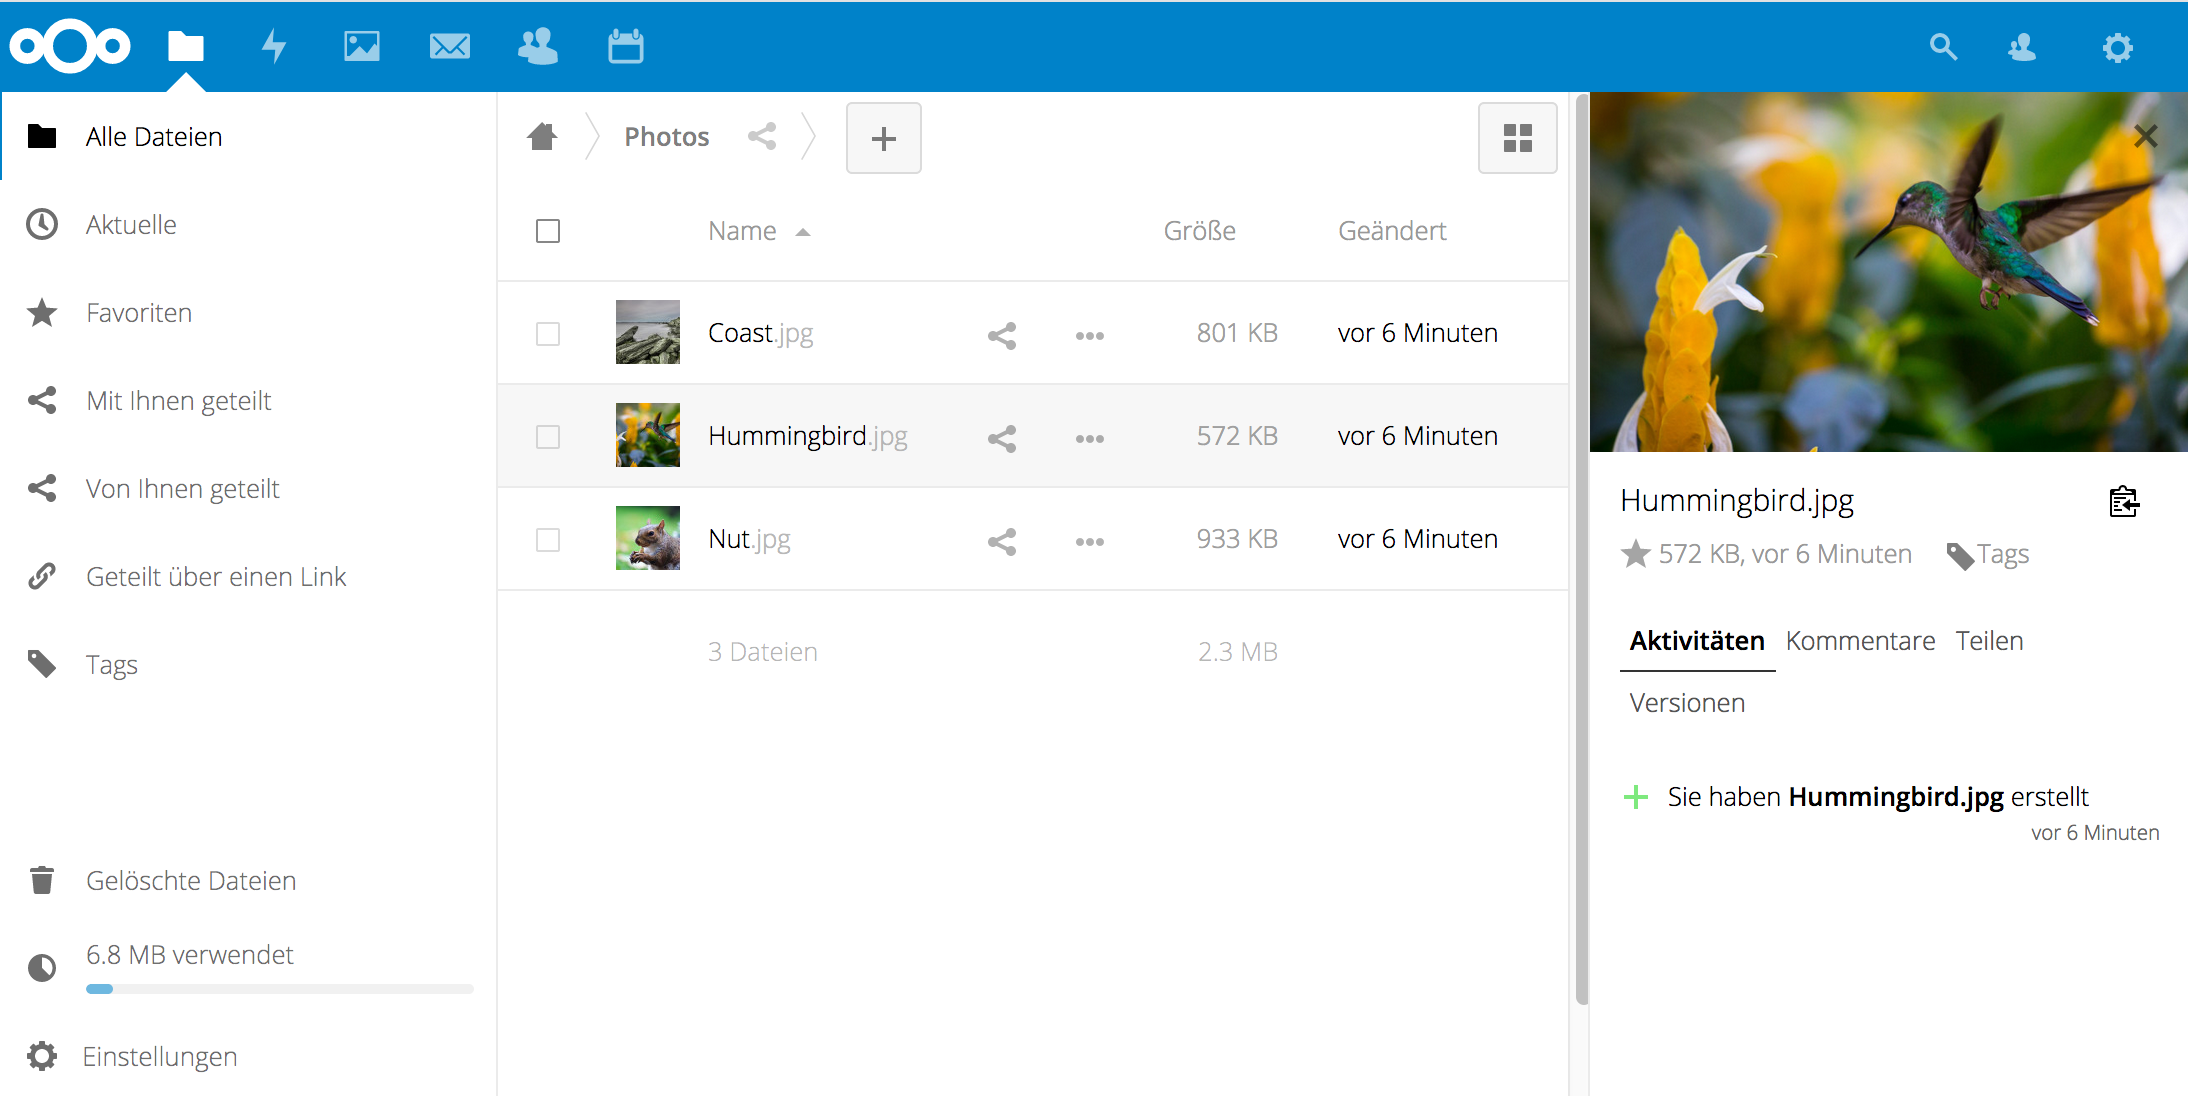 Alle Dateien
Aktuelle
Favoriten
Mit Ihnen geteilt
Von Ihnen geteilt
Geteilt über einen Link
Tags
Gelöschte Dateien
6.8 MB verwendet
Einstellungen
Photos
Name Größe Geändert
Coast.jpg 801 KB vor 6 Minuten
Hummingbird.jpg 572 KB vor 6 Minuten
Nut.jpg 933 KB vor 6 Minuten
3 Dateien 2.3 MB
Hummingbird.jpg
572 KB, vor 6 Minuten Tags
Aktivitäten Kommentare Teilen
Versionen
Sie haben Hummingbird.jpg erstellt
vor 6 Minuten